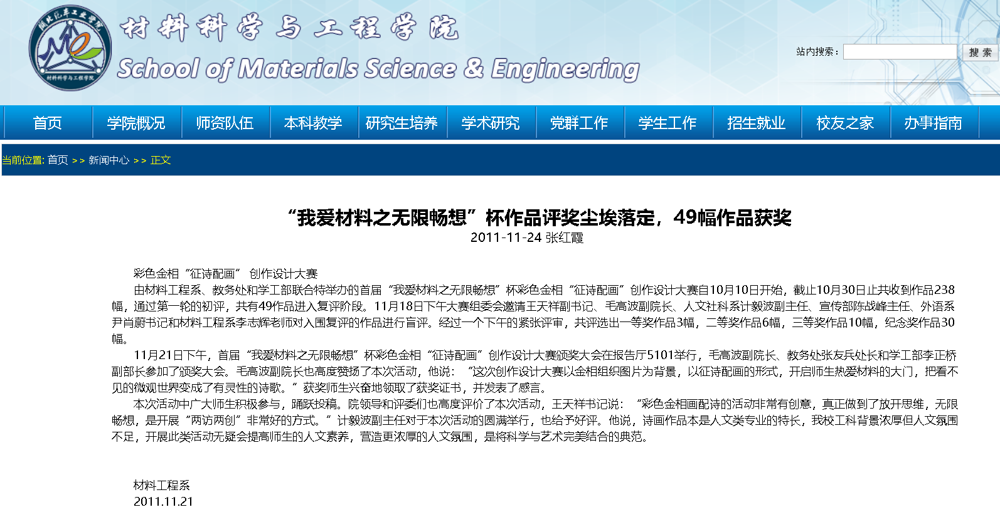 湖北汽车工业学院
材料科学与工程学院
材料科学与工程学院
School of Materials Science & Engineering
站内搜索：
搜 索
首页 学院概况 师资队伍 本科教学 研究生培养 学术研究 党群工作 学生工作 招生就业 校友之家 办事指南
当前位置: 首页 >> 新闻中心 >> 正文
“我爱材料之无限畅想”杯作品评奖尘埃落定，49幅作品获奖
2011-11-24 张红霞
彩色金相“征诗配画” 创作设计大赛
由材料工程系、教务处和学工部联合特举办的首届“我爱材料之无限畅想”杯彩色金相“征诗配画”创作设计大赛自10月10日开始，截止10月30日止共收到作品238
幅，通过第一轮的初评，共有49作品进入复评阶段。11月18日下午大赛组委会邀请王天祥副书记、毛高波副院长、人文社科系计毅波副主任、宣传部陈战峰主任、外语系
尹肖蔚书记和材料工程系李志辉老师对入围复评的作品进行盲评。经过一个下午的紧张评审，共评选出一等奖作品3幅，二等奖作品6幅，三等奖作品10幅，纪念奖作品30
幅。
11月21日下午，首届“我爱材料之无限畅想”杯彩色金相“征诗配画”创作设计大赛颁奖大会在报告厅5101举行，毛高波副院长、教务处张友兵处长和学工部李正桥
副部长参加了颁奖大会。毛高波副院长也高度赞扬了本次活动，他说：“这次创作设计大赛以金相组织图片为背景，以征诗配画的形式，开启师生热爱材料的大门，把看不
见的微观世界变成了有灵性的诗歌。”获奖师生兴奋地领取了获奖证书，并发表了感言。
本次活动中广大师生积极参与，踊跃投稿。院领导和评委们也高度评价了本次活动，王天祥书记说：“彩色金相画配诗的活动非常有创意，真正做到了放开思维，无限
畅想，是开展“两访两创”非常好的方式。”计毅波副主任对于本次活动的圆满举行，也给予好评。他说，诗画作品本是人文类专业的特长，我校工科背景浓厚但人文氛围
不足，开展此类活动无疑会提高师生的人文素养，营造更浓厚的人文氛围，是将科学与艺术完美结合的典范。
材料工程系
2011.11.21